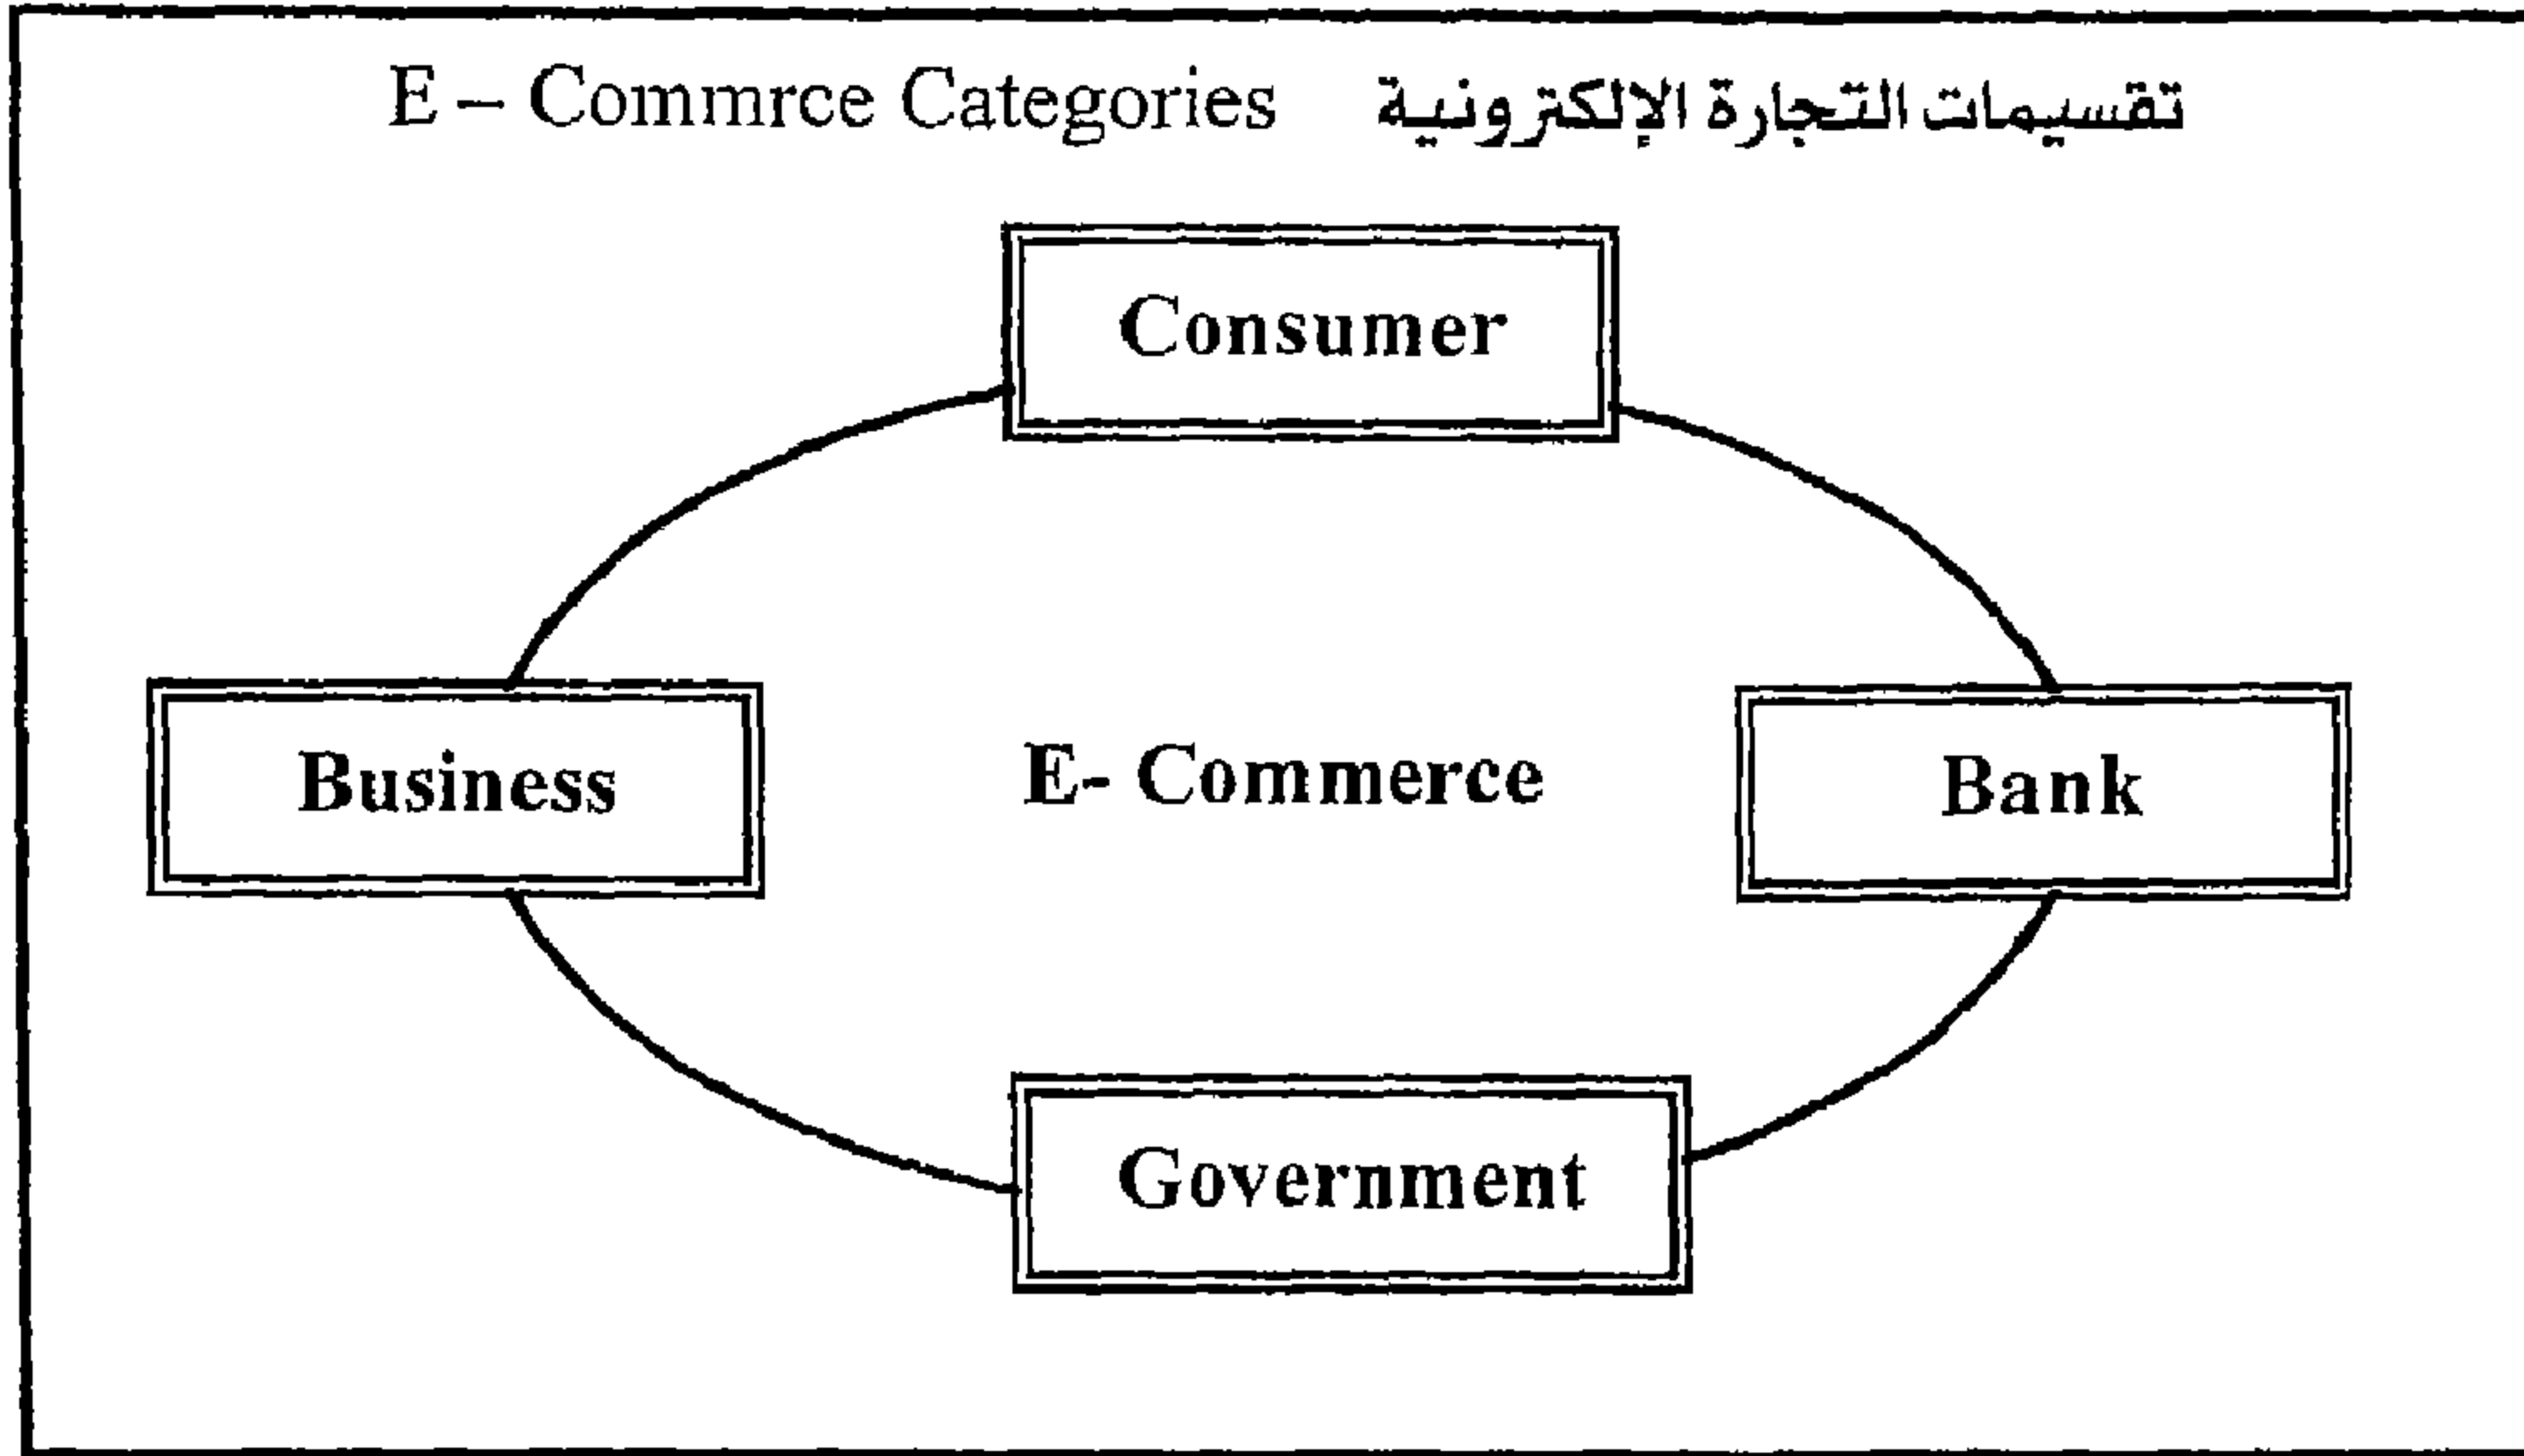 E – Commrce Categories تقسيمات التجارة الإلكترونية
Consumer
Business
E- Commerce
Bank
Government